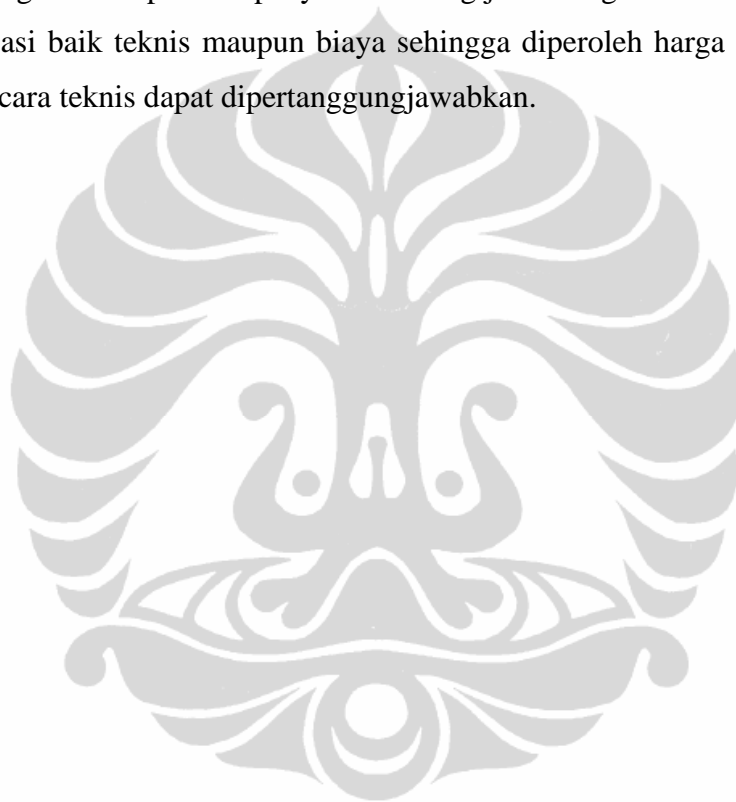 asi baik teknis maupun biaya sehingga diperoleh harga
cara teknis dapat dipertanggungjawabkan.